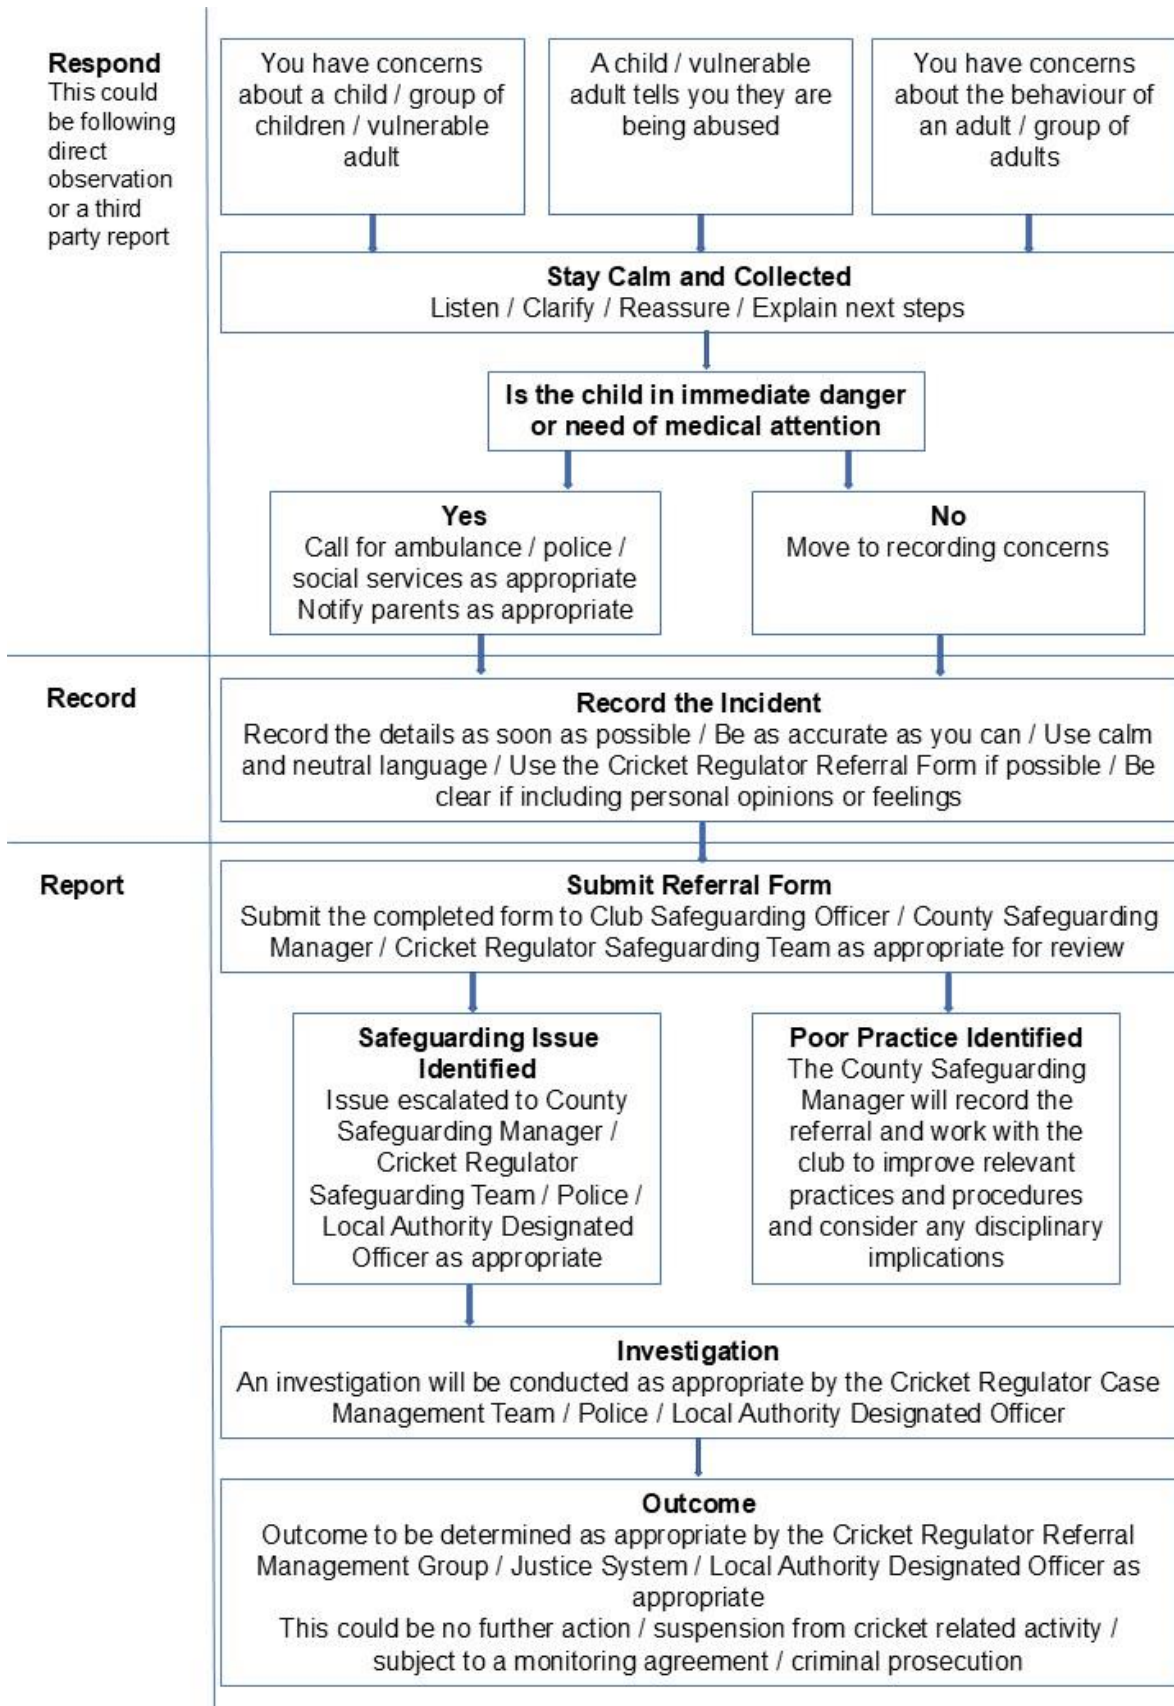 Respond
This could
be following
direct
observation
or a third
party report
You have concerns
about a child / group of
children / vulnerable
adult
A child / vulnerable
adult tells you they are
being abused
You have concerns
about the behaviour of
an adult / group of
adults
Stay Calm and Collected
Listen / Clarify / Reassure / Explain next steps
Is the child in immediate danger
or need of medical attention
Yes
Call for ambulance / police /
social services as appropriate
Notify parents as appropriate
No
Move to recording concerns
Record
Record the Incident
Record the details as soon as possible / Be as accurate as you can / Use calm
and neutral language / Use the Cricket Regulator Referral Form if possible / Be
clear if including personal opinions or feelings
Report
Submit Referral Form
Submit the completed form to Club Safeguarding Officer / County Safeguarding
Manager / Cricket Regulator Safeguarding Team as appropriate for review
Safeguarding Issue
Identified
Issue escalated to County
Safeguarding Manager /
Cricket Regulator
Safeguarding Team / Police /
Local Authority Designated
Officer as appropriate
Poor Practice Identified
The County Safeguarding
Manager will record the
referral and work with the
club to improve relevant
practices and procedures
and consider any disciplinary
implications
Investigation
An investigation will be conducted as appropriate by the Cricket Regulator Case
Management Team / Police / Local Authority Designated Officer
Outcome
Outcome to be determined as appropriate by the Cricket Regulator Referral
Management Group / Justice System / Local Authority Designated Officer as
appropriate
This could be no further action / suspension from cricket related activity /
subject to a monitoring agreement / criminal prosecution